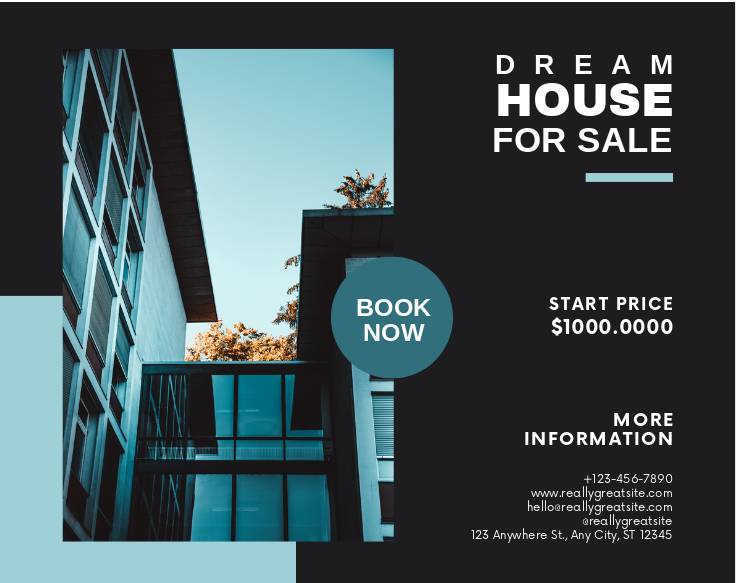 DREAM
HOUSE
FOR SALE
BOOK
NOW
START PRICE
$1000.0000
MORE
INFORMATION
+123-456-7890
www.reallygreatsite.com
hello@reallygreatsite.com
@reallygreatsite
123 Anywhere St., Any City, ST 12345